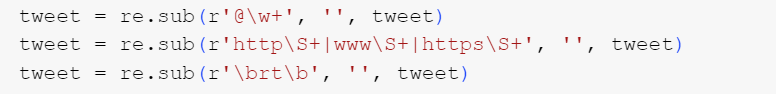 tweet = re.sub(r'@\w+', '', tweet)
tweet = re.sub(r'http\S+|www\S+|https\S+', '', tweet)
tweet = re.sub(r'\brt\b', '', tweet)